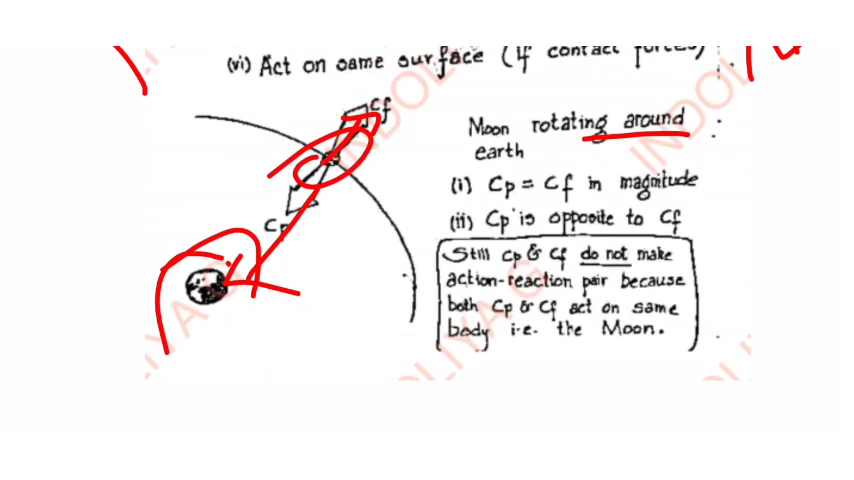 (vi) Act on same surface (if contact forces)
Cf
Cp
Moon rotating around
earth
(i) Cp = Cf in magnitude
(ii) Cp is opposite to Cf
Still Cp & Cf do not make
action-reaction pair because
both Cp & Cf act on same
body i.e. the Moon.
INDOLIYA G